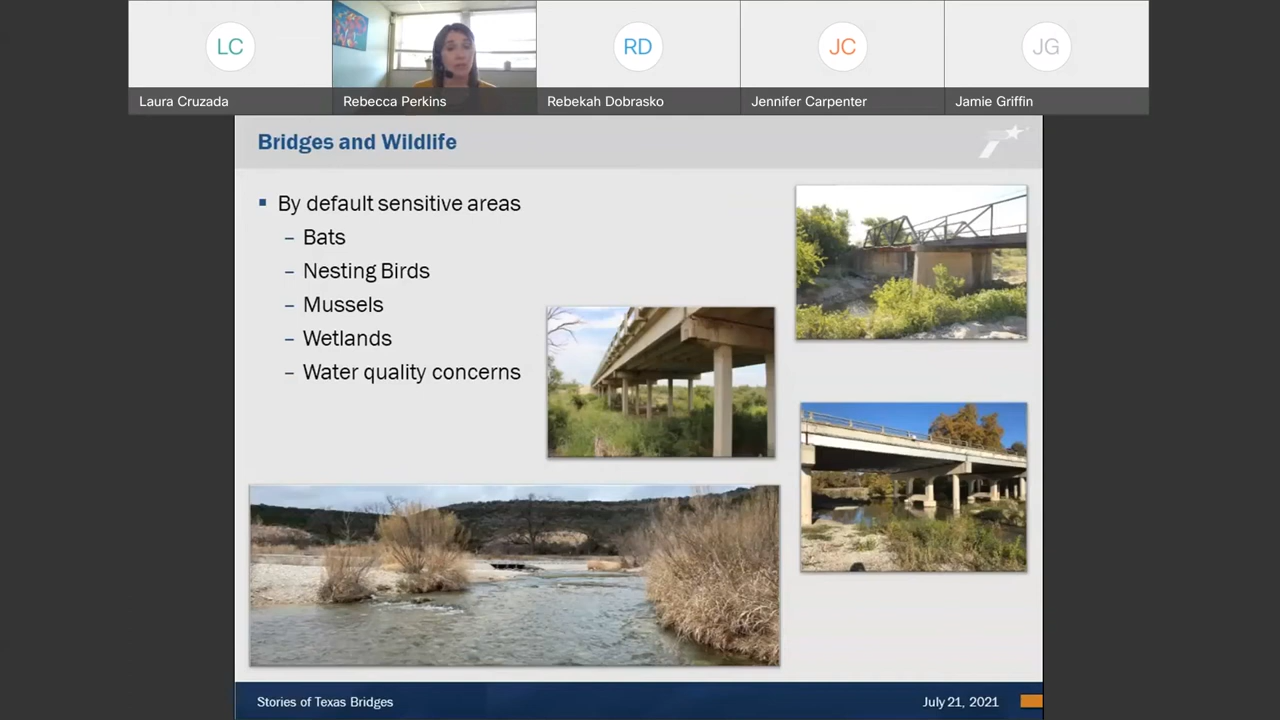 LC
RD
JC
JG
Laura Cruzada
Rebecca Perkins
Rebekah Dobrasko
Jennifer Carpenter
Jamie Griffin
Bridges and Wildlife
▪ By default sensitive areas
– Bats
– Nesting Birds
– Mussels
– Wetlands
– Water quality concerns
Stories of Texas Bridges
July 21, 2021